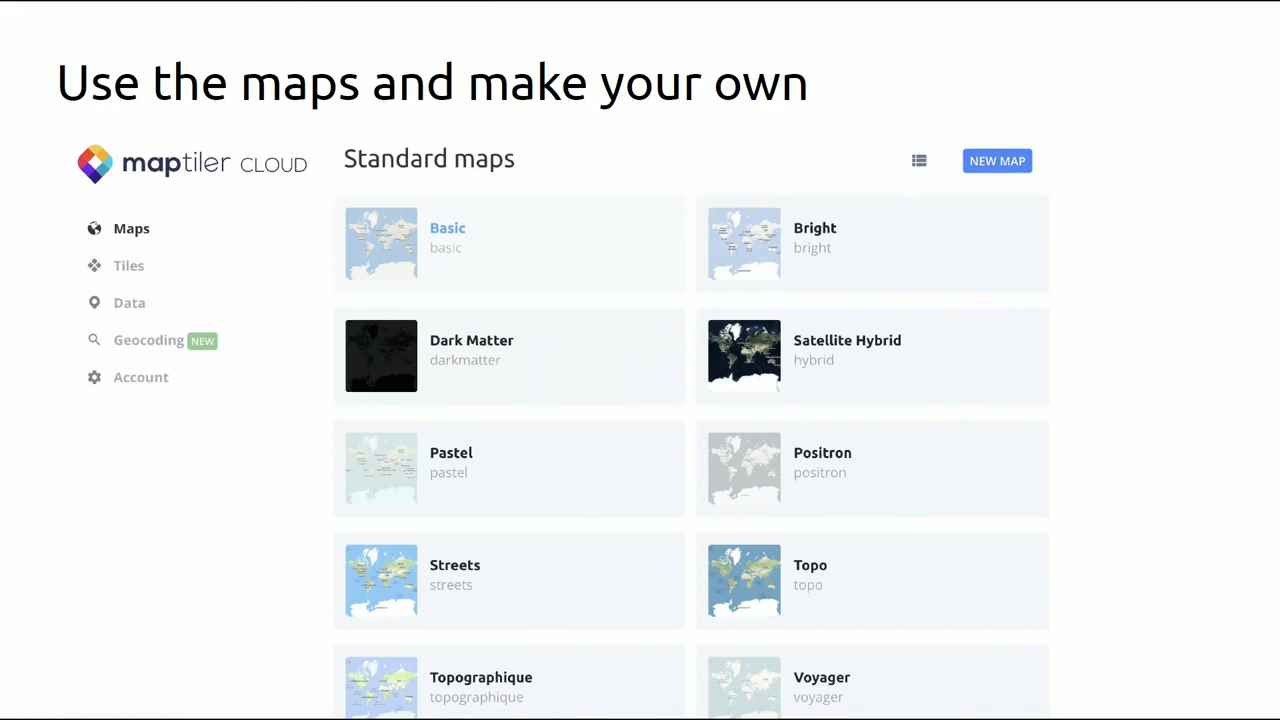 Use the maps and make your own
maptiler CLOUD
Standard maps
NEW MAP
Maps
Tiles
Data
Geocoding NEW
Account
Basic
basic
Bright
bright
Dark Matter
darkmatter
Satellite Hybrid
hybrid
Pastel
pastel
Positron
positron
Streets
streets
Topo
topo
Topographique
topographique
Voyager
voyager